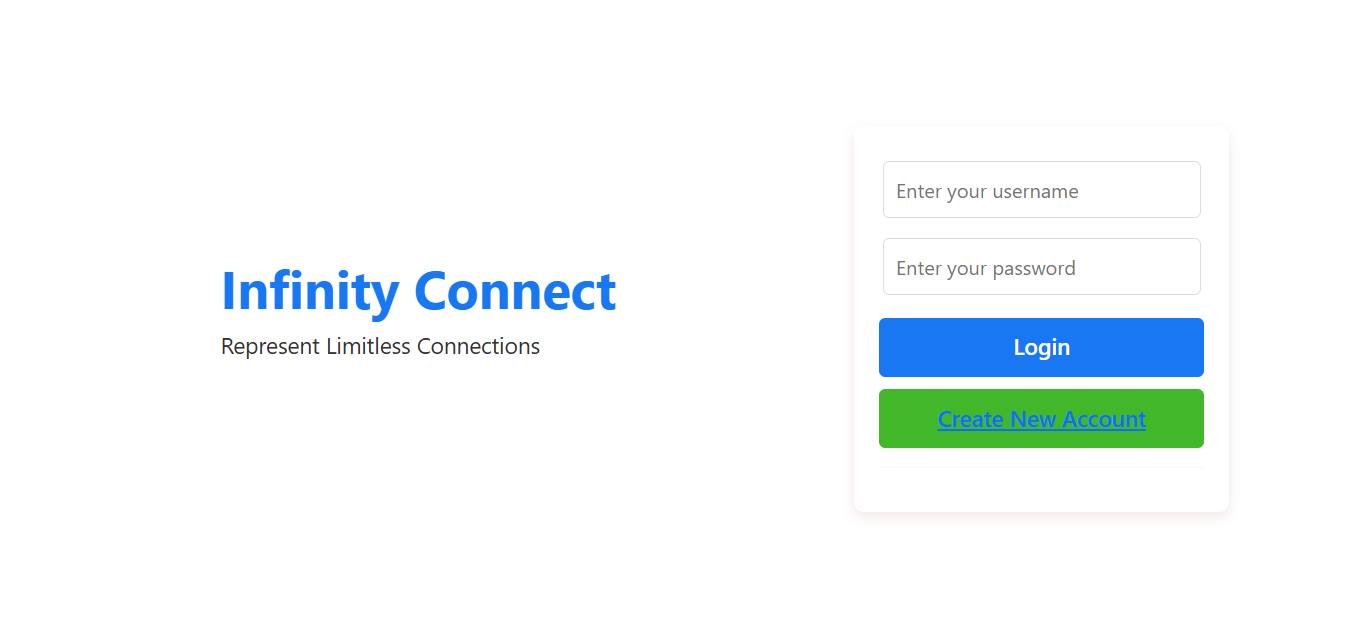 Infinity Connect
Represent Limitless Connections
Enter your username
Enter your password
Login
Create New Account